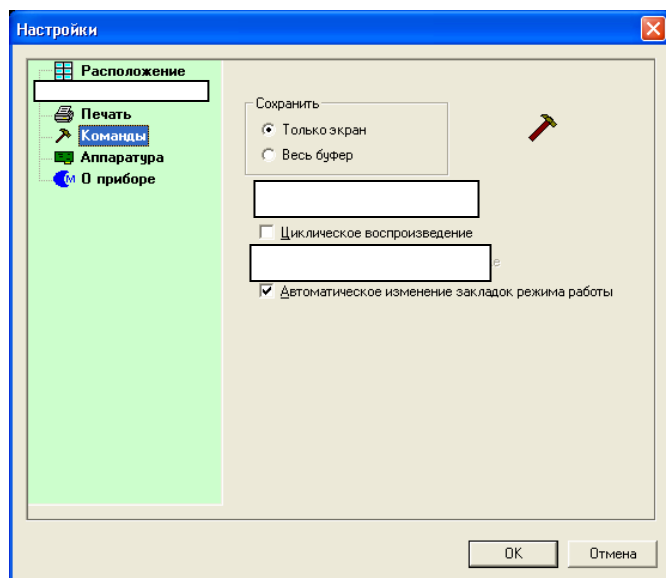 Настройки
Расположение
Печать
Команды
Аппаратура
О приборе
Сохранить
Только экран
Весь буфер
Циклическое воспроизведение
Автоматическое изменение закладок режима работы
OK
Отмена